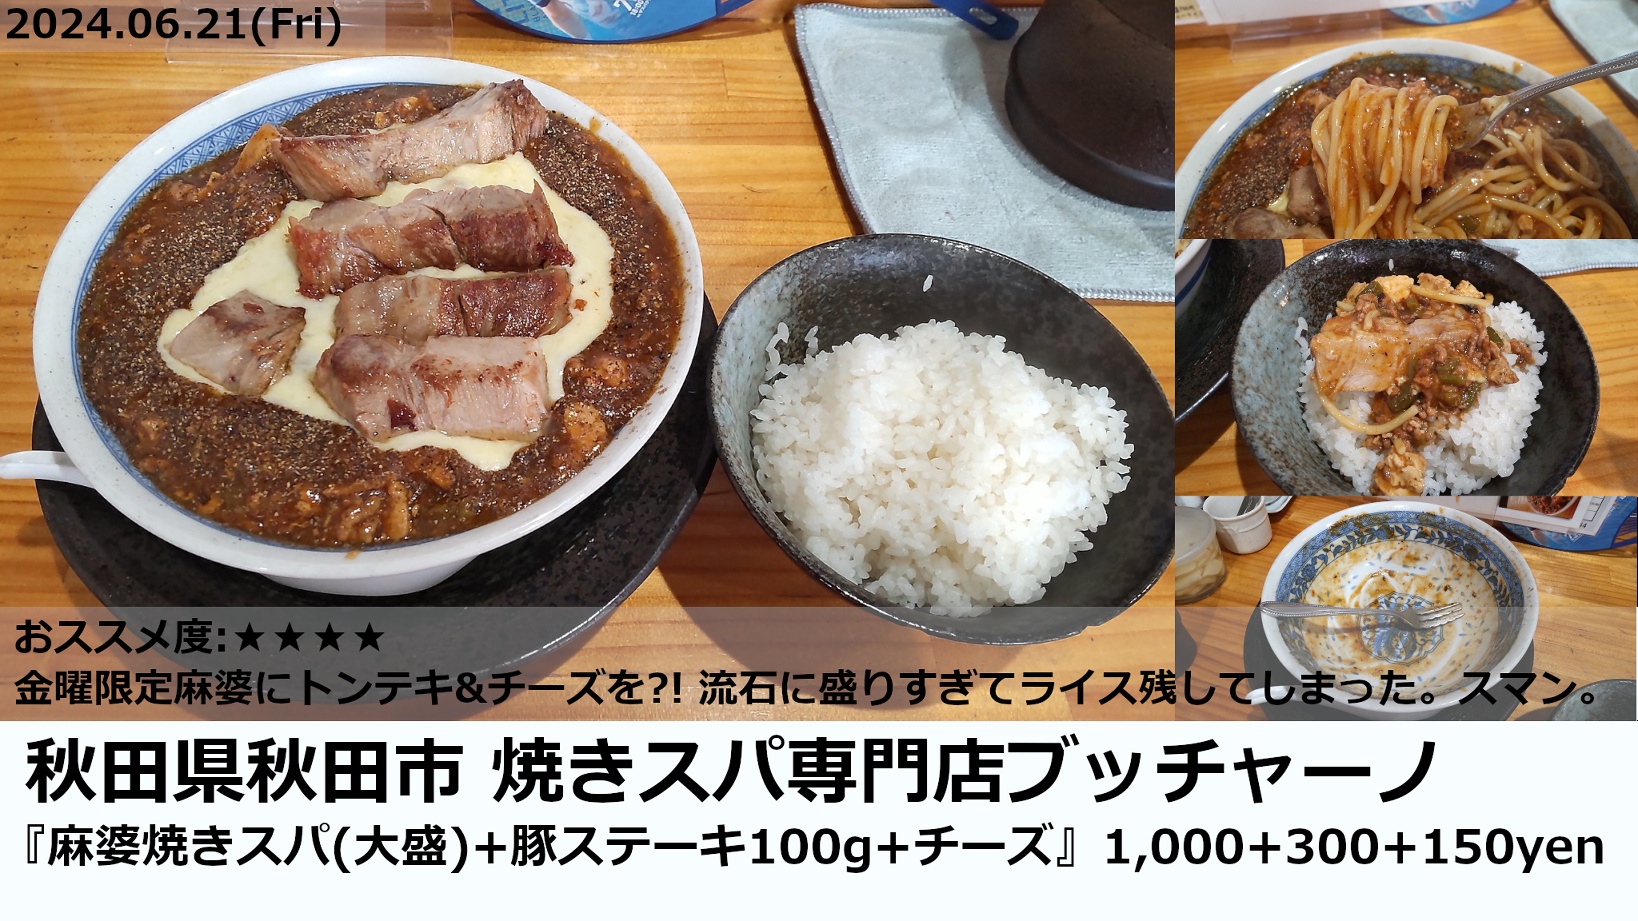 2024.06.21(Fri)
おススメ度:★★★★
金曜限定麻婆にトンテキ&チーズを?! 流石に盛りすぎてライス残してしまった。スマン。
秋田県秋田市 焼きスパ専門店ブッチャーノ
『麻婆焼きスパ(大盛)+豚ステーキ100g+チーズ』1,000+300+150yen